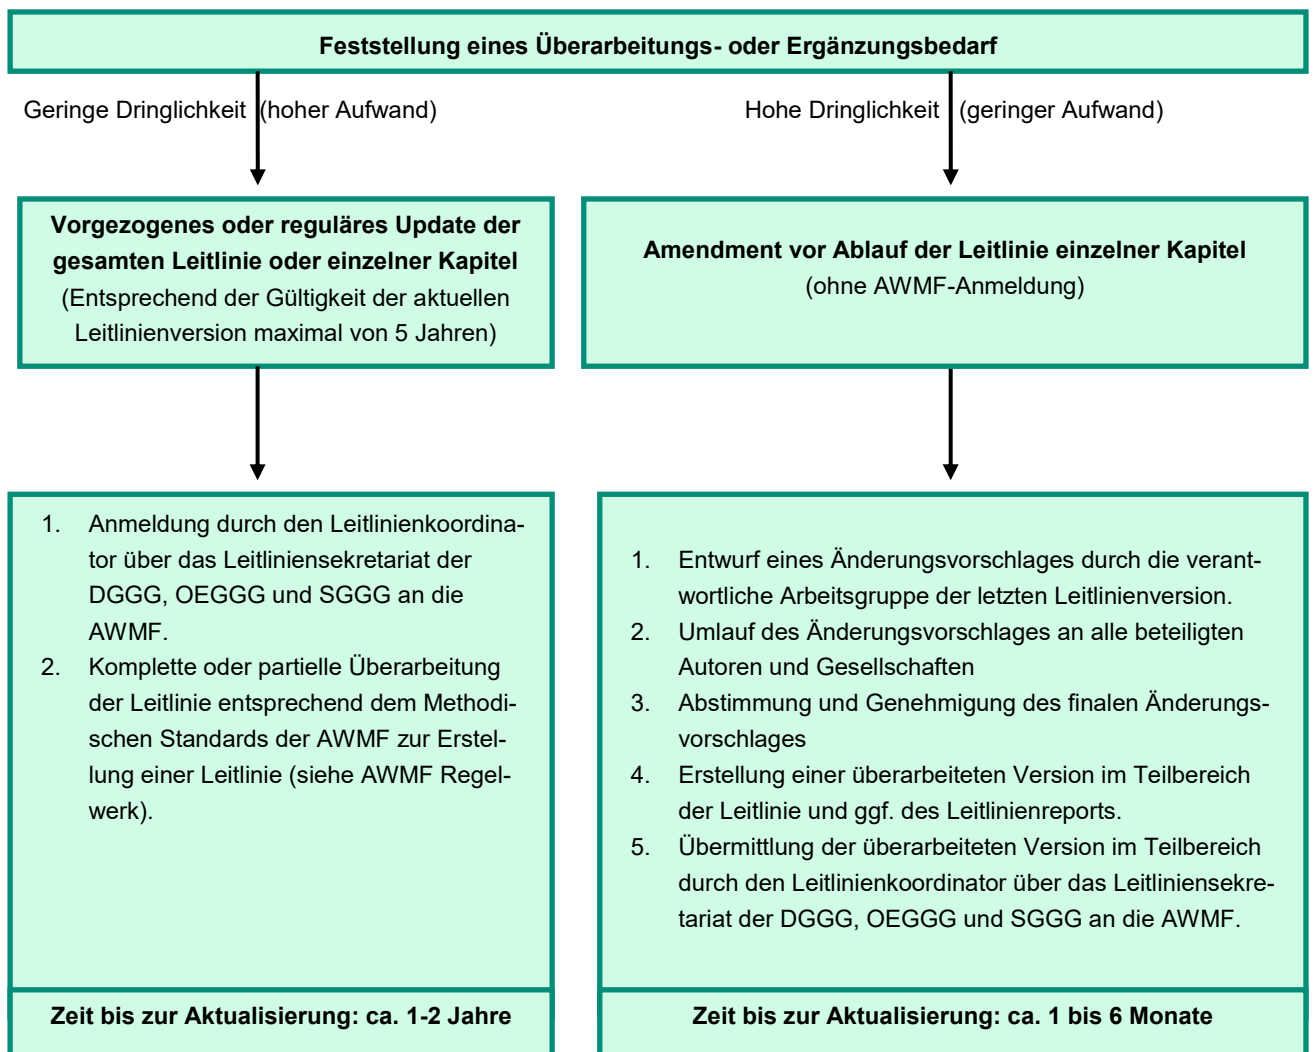 Feststellung eines Überarbeitungs- oder Ergänzungsbedarf
Geringe Dringlichkeit (hoher Aufwand)
Hohe Dringlichkeit (geringer Aufwand)
Vorgezogenes oder reguläres Update der
gesamten Leitlinie oder einzelner Kapitel
(Entsprechend der Gültigkeit der aktuellen
Leitlinienversion maximal von 5 Jahren)
Amendment vor Ablauf der Leitlinie einzelner Kapitel
(ohne AWMF-Anmeldung)
1. Anmeldung durch den Leitlinienkoordina-
tor über das Leitliniensekretariat der
DGGG, OEGGG und SGGG an die
AWMF.
2. Komplette oder partielle Überarbeitung
der Leitlinie entsprechend dem Methodi-
schen Standards der AWMF zur Erstel-
lung einer Leitlinie (siehe AWMF Regel-
werk).
Zeit bis zur Aktualisierung: ca. 1-2 Jahre
1. Entwurf eines Änderungsvorschlages durch die verant-
wortliche Arbeitsgruppe der letzten Leitlinienversion.
2. Umlauf des Änderungsvorschlages an alle beteiligten
Autoren und Gesellschaften
3. Abstimmung und Genehmigung des finalen Änderungs-
vorschlages
4. Erstellung einer überarbeiteten Version im Teilbereich
der Leitlinie und ggf. des Leitlinienreports.
5. Übermittlung der überarbeiteten Version im Teilbereich
durch den Leitlinienkoordinator über das Leitliniensekre-
tariat der DGGG, OEGGG und SGGG an die AWMF.
Zeit bis zur Aktualisierung: ca. 1 bis 6 Monate